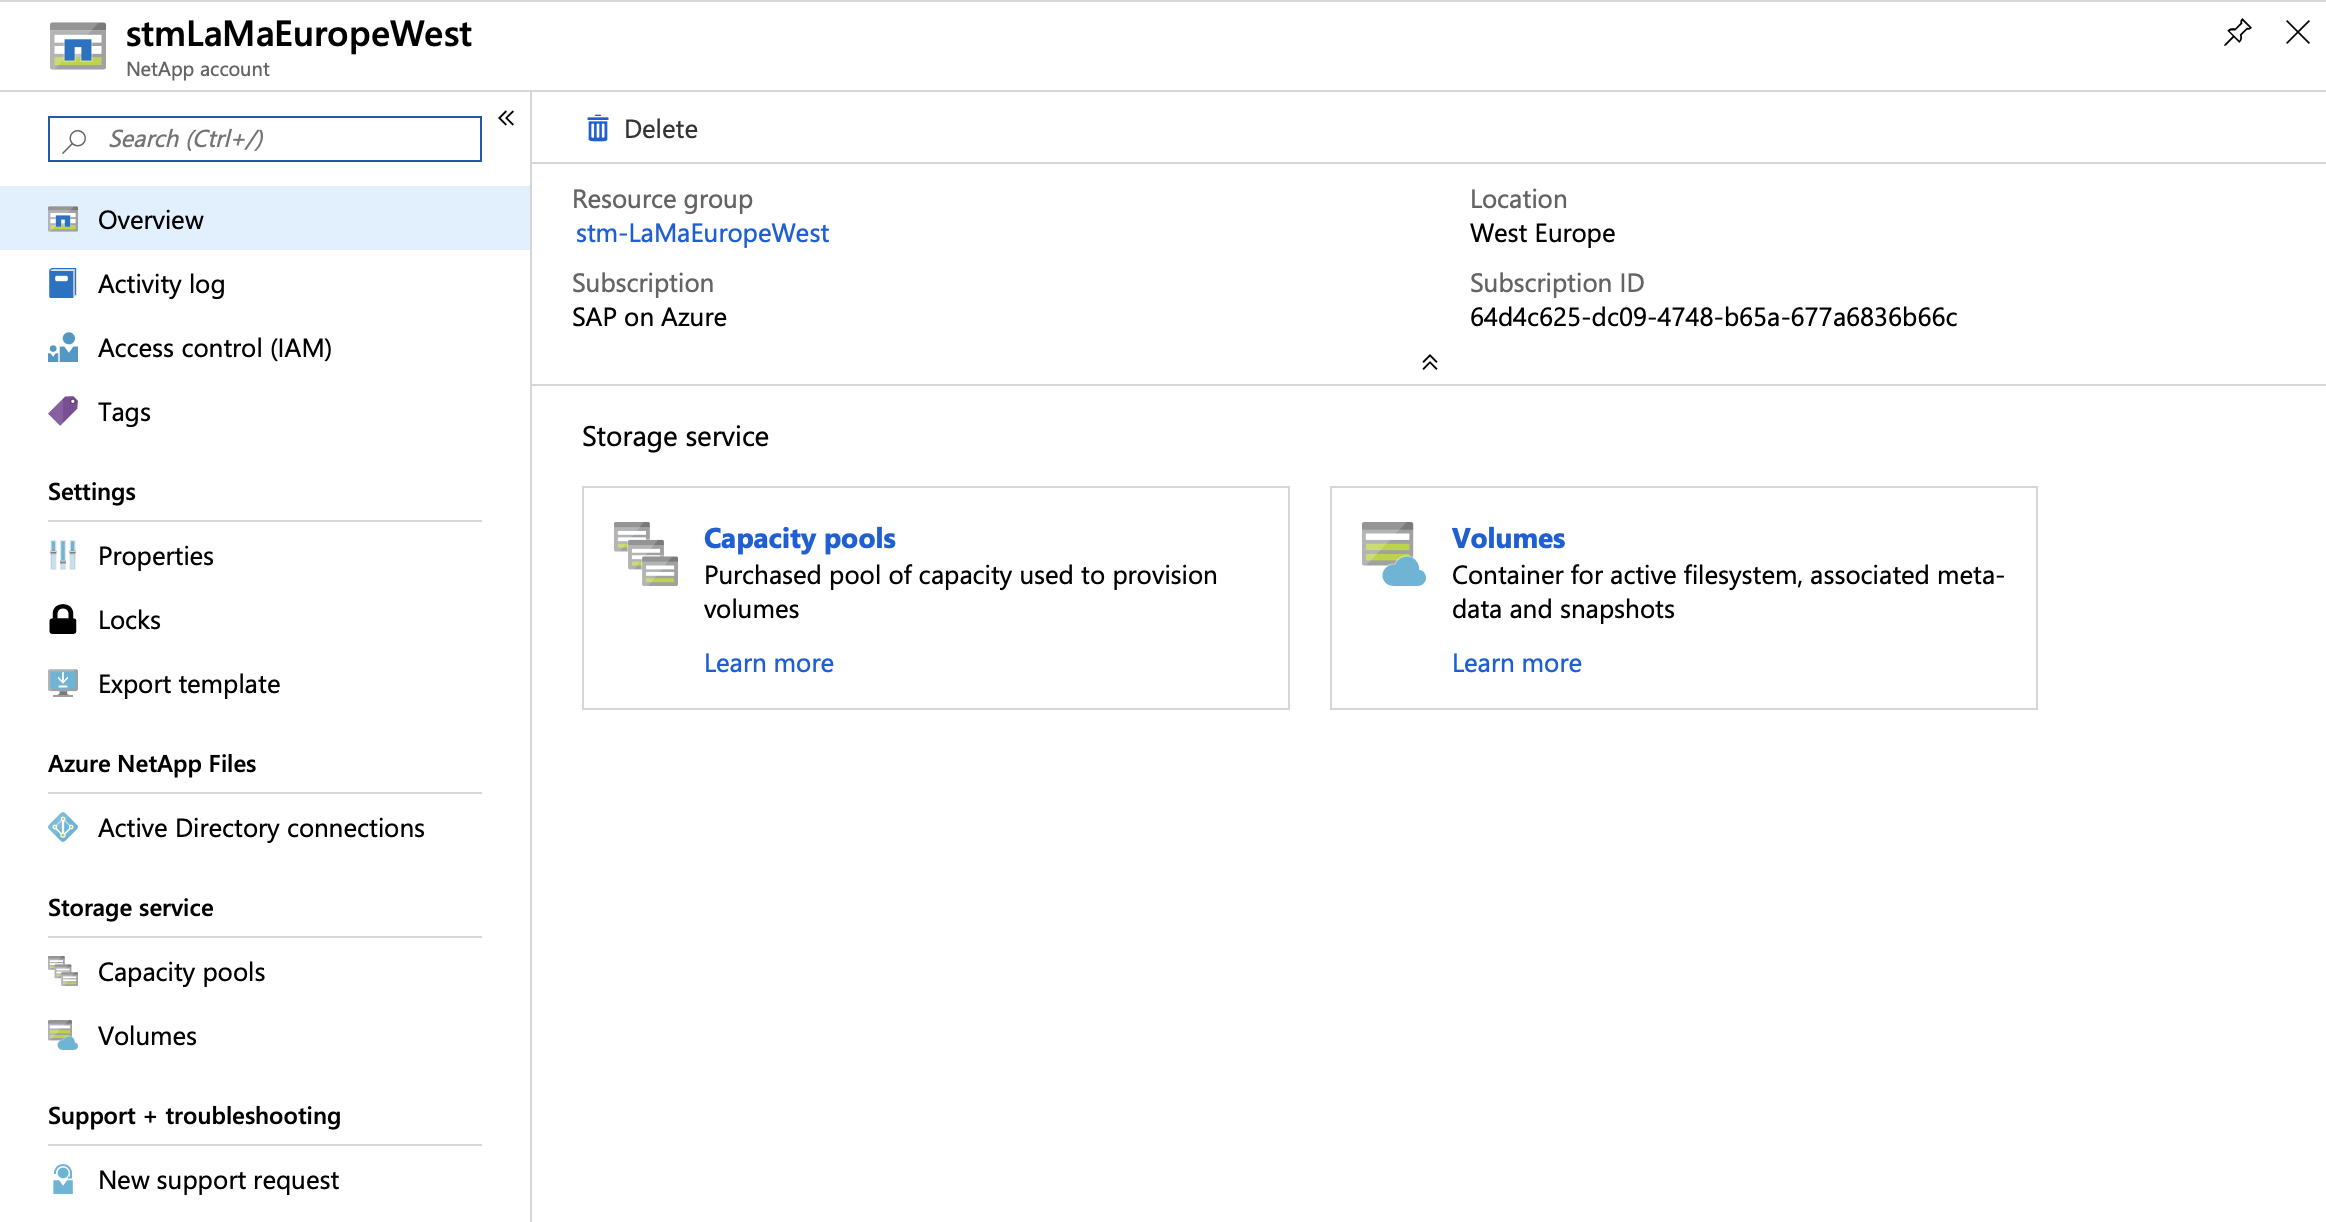 stmLaMaEuropeWest
NetApp account
Search (Ctrl+/)
Overview
Activity log
Access control (IAM)
Tags
Settings
Properties
Locks
Export template
Azure NetApp Files
Active Directory connections
Storage service
Capacity pools
Volumes
Support + troubleshooting
New support request
Delete
Resource group
stm-LaMaEuropeWest
Subscription
SAP on Azure
Location
West Europe
Subscription ID
64d4c625-dc09-4748-b65a-677a6836b66c
Storage service
Capacity pools
Purchased pool of capacity used to provision
volumes
Learn more
Volumes
Container for active filesystem, associated meta-
data and snapshots
Learn more